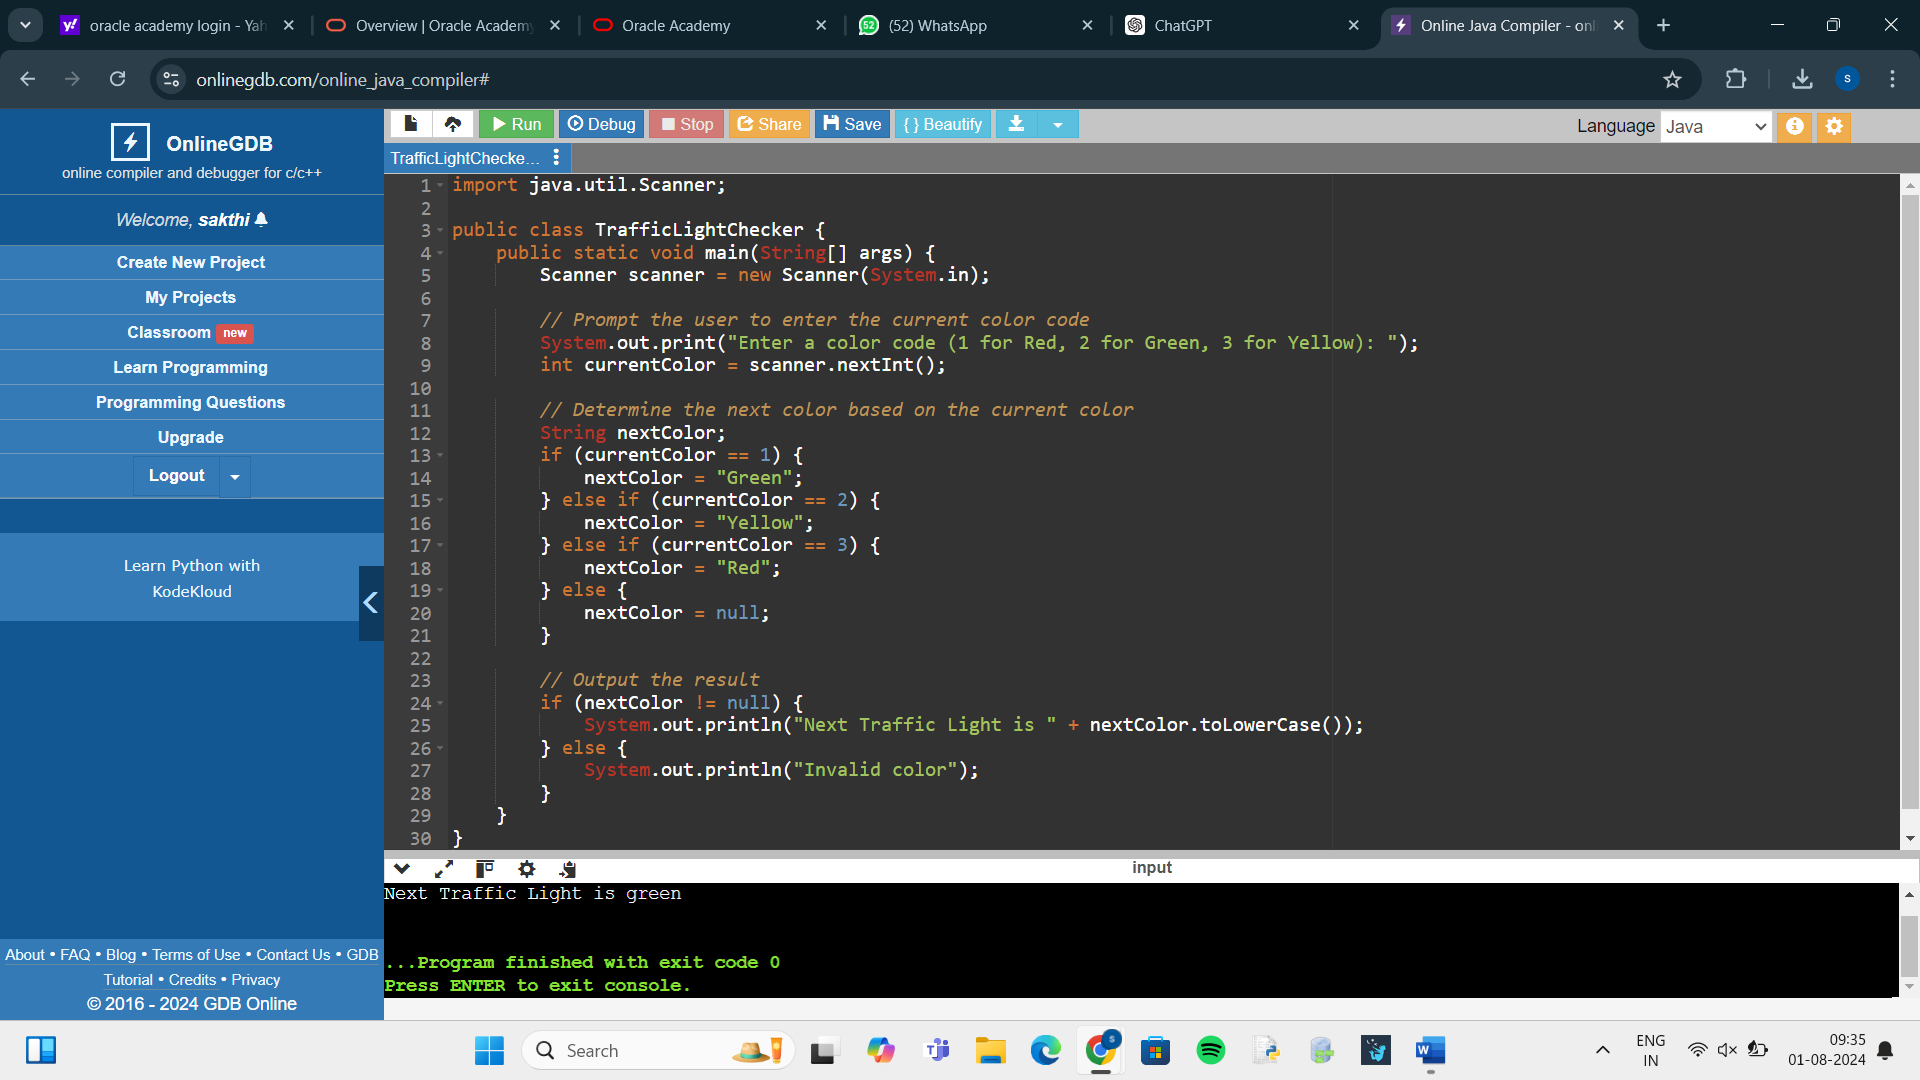 oracle academy login - Yah
Overview | Oracle Academy
Oracle Academy
(52) WhatsApp
ChatGPT
Online Java Compiler - onl
onlinegdb.com/online_java_compiler#
S
OnlineGDB
online compiler and debugger for c/c++
Welcome, sakthi
Create New Project
My Projects
Classroom new
Learn Programming
Programming Questions
Upgrade
Logout
Learn Python with
KodeKloud
About • FAQ • Blog • Terms of Use • Contact Us • GDB
Tutorial • Credits • Privacy
© 2016 - 2024 GDB Online
Run Debug Stop Share Save { } Beautify
Language Java
TrafficLightChecke...
1 import java.util.Scanner;
2
3 public class TrafficLightChecker {
4 public static void main(String[] args) {
5 Scanner scanner = new Scanner(System.in);
6
7 // Prompt the user to enter the current color code
8 System.out.print("Enter a color code (1 for Red, 2 for Green, 3 for Yellow): ");
9 int currentColor = scanner.nextInt();
10
11 // Determine the next color based on the current color
12 String nextColor;
13 if (currentColor == 1) {
14 nextColor = "Green";
15 } else if (currentColor == 2) {
16 nextColor = "Yellow";
17 } else if (currentColor == 3) {
18 nextColor = "Red";
19 } else {
20 nextColor = null;
21 }
22
23 // Output the result
24 if (nextColor != null) {
25 System.out.println("Next Traffic Light is " + nextColor.toLowerCase());
26 } else {
27 System.out.println("Invalid color");
28 }
29 }
30 }
input
Next Traffic Light is green
...Program finished with exit code 0
Press ENTER to exit console.
Search
ENG
IN
09:35
01-08-2024